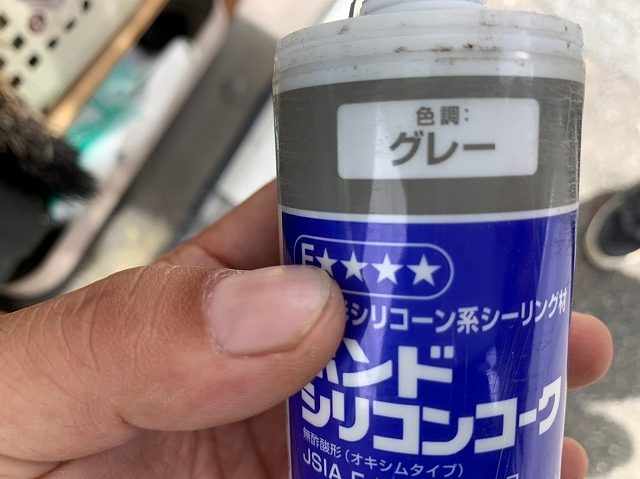 色調:
グレー
F★★★★
形シリコーン系シーリング材
ボンド
シリコンコーク
無酢酸形（オキシムタイプ）
JSIA F